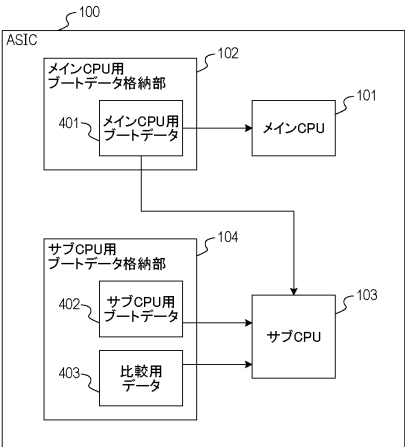 100
ASIC
メインCPU用
ブートデータ格納部
102
401
メインCPU用
ブートデータ
メインCPU
101
サブCPU用
ブートデータ格納部
104
402
サブCPU用
ブートデータ
403
比較用
データ
サブCPU
103